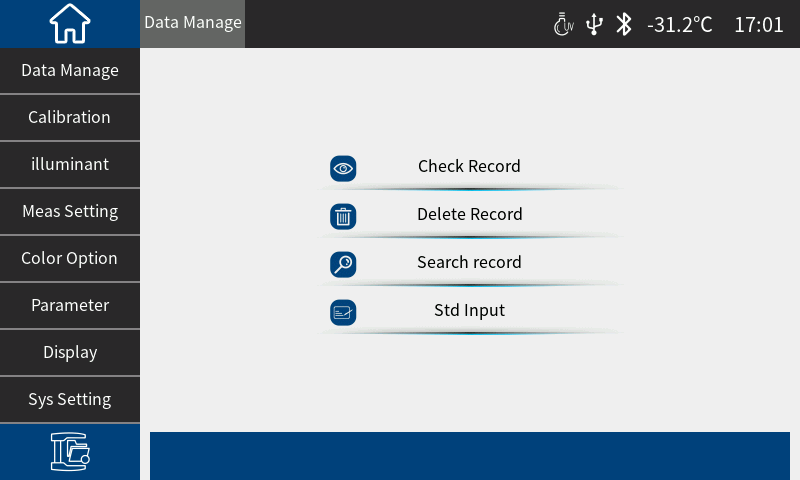 Data Manage
UV
-31.2°C
17:01
Data Manage
Calibration
illuminant
Meas Setting
Color Option
Parameter
Display
Sys Setting
Check Record
Delete Record
Search record
Std Input